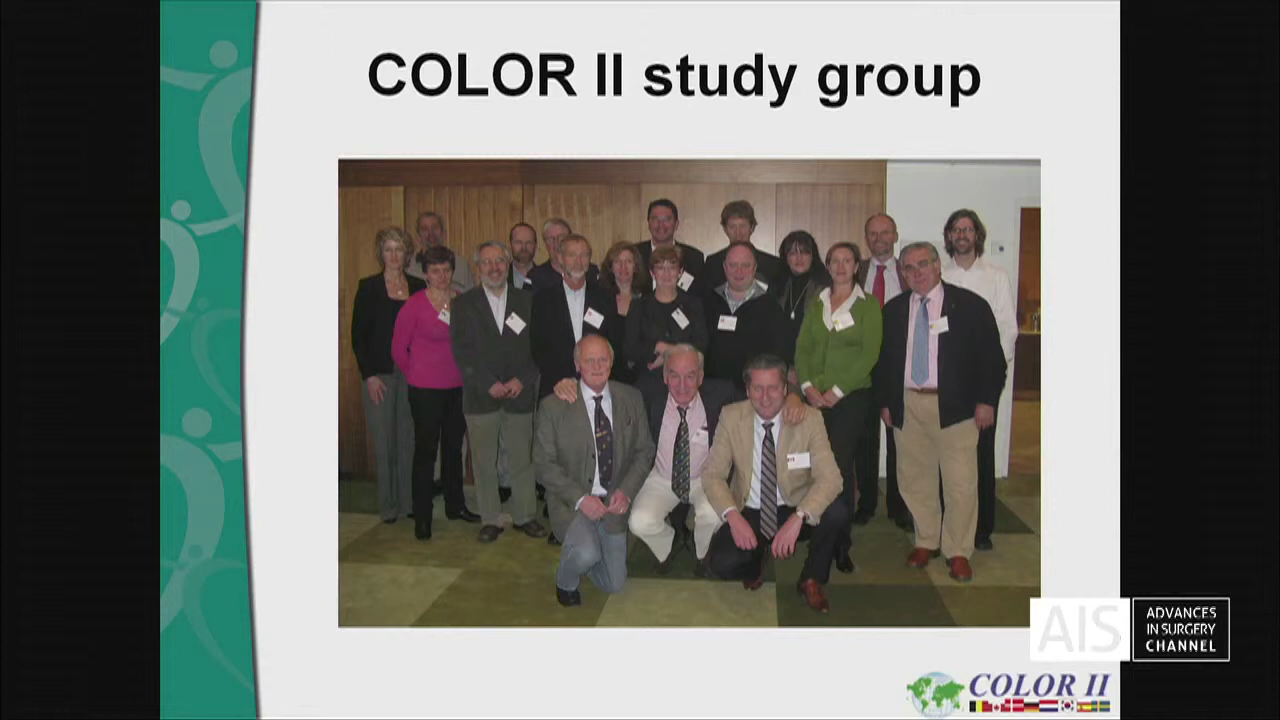 COLOR II study group
AIS
ADVANCES
IN SURGERY
CHANNEL
COLOR II